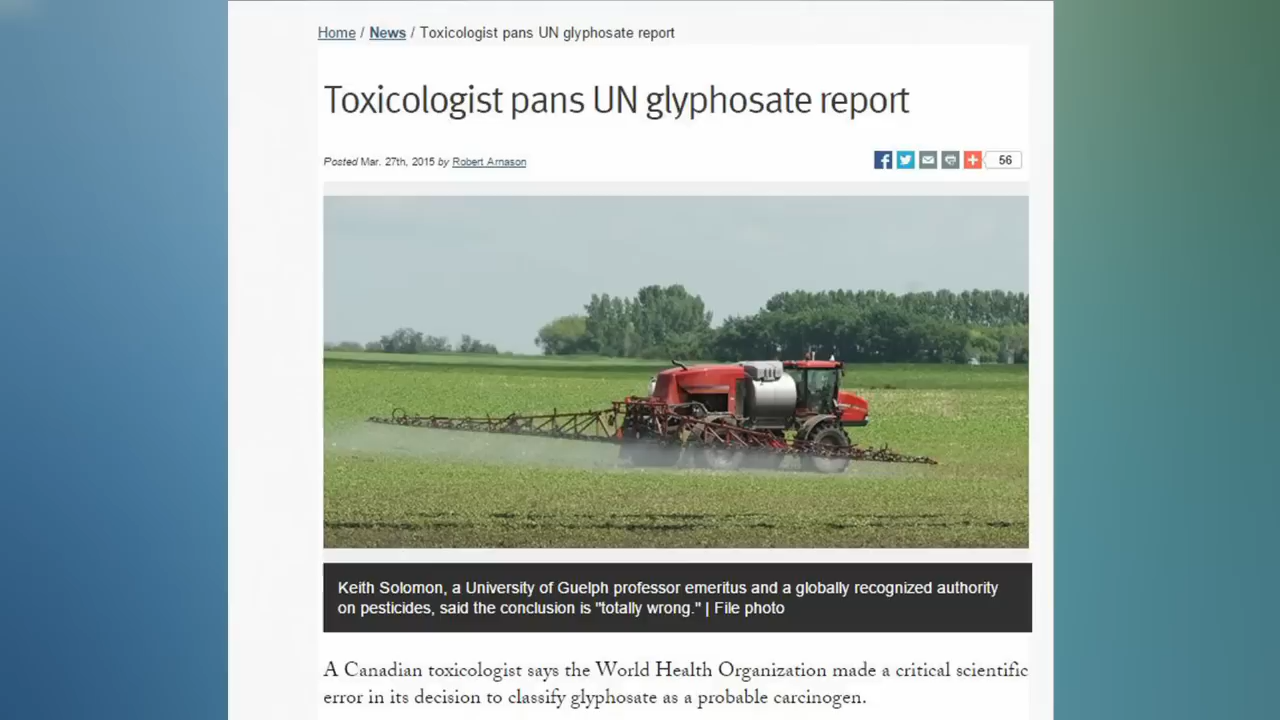 Home / News / Toxicologist pans UN glyphosate report
Toxicologist pans UN glyphosate report
Posted Mar. 27th, 2015 by Robert Arnason
56
Keith Solomon, a University of Guelph professor emeritus and a globally recognized authority
on pesticides, said the conclusion is "totally wrong." | File photo
A Canadian toxicologist says the World Health Organization made a critical scientific
error in its decision to classify glyphosate as a probable carcinogen.